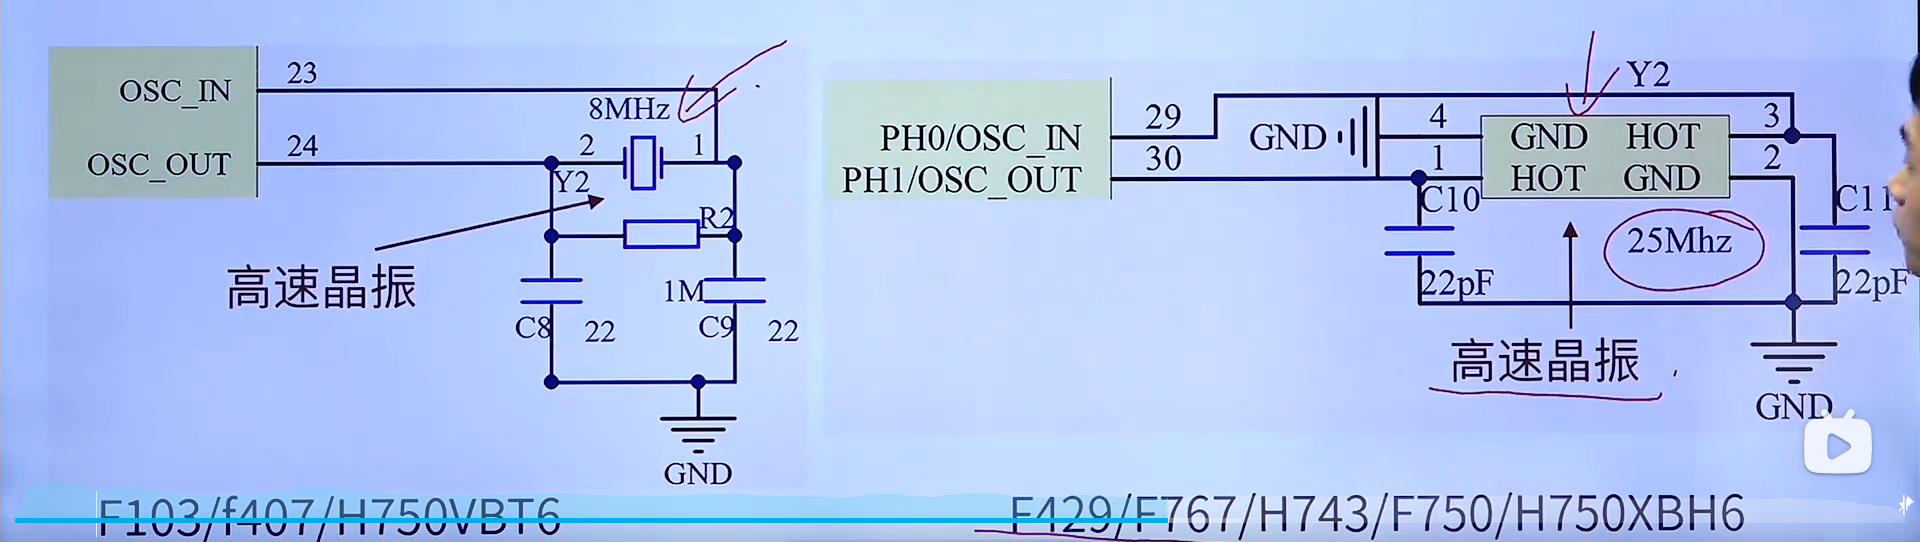 OSC_IN
23
OSC_OUT
24
8MHz
2
1
Y2
R2
1M
C8
22
C9
22
GND
高速晶振
F103/f407/H750VBT6
Y2
PH0/OSC_IN
29
PH1/OSC_OUT
30
GND
4
1
GND HOT
HOT GND
3
2
C10
22pF
25Mhz
C11
22pF
高速晶振
GND
F429/F767/H743/F750/H750XBH6